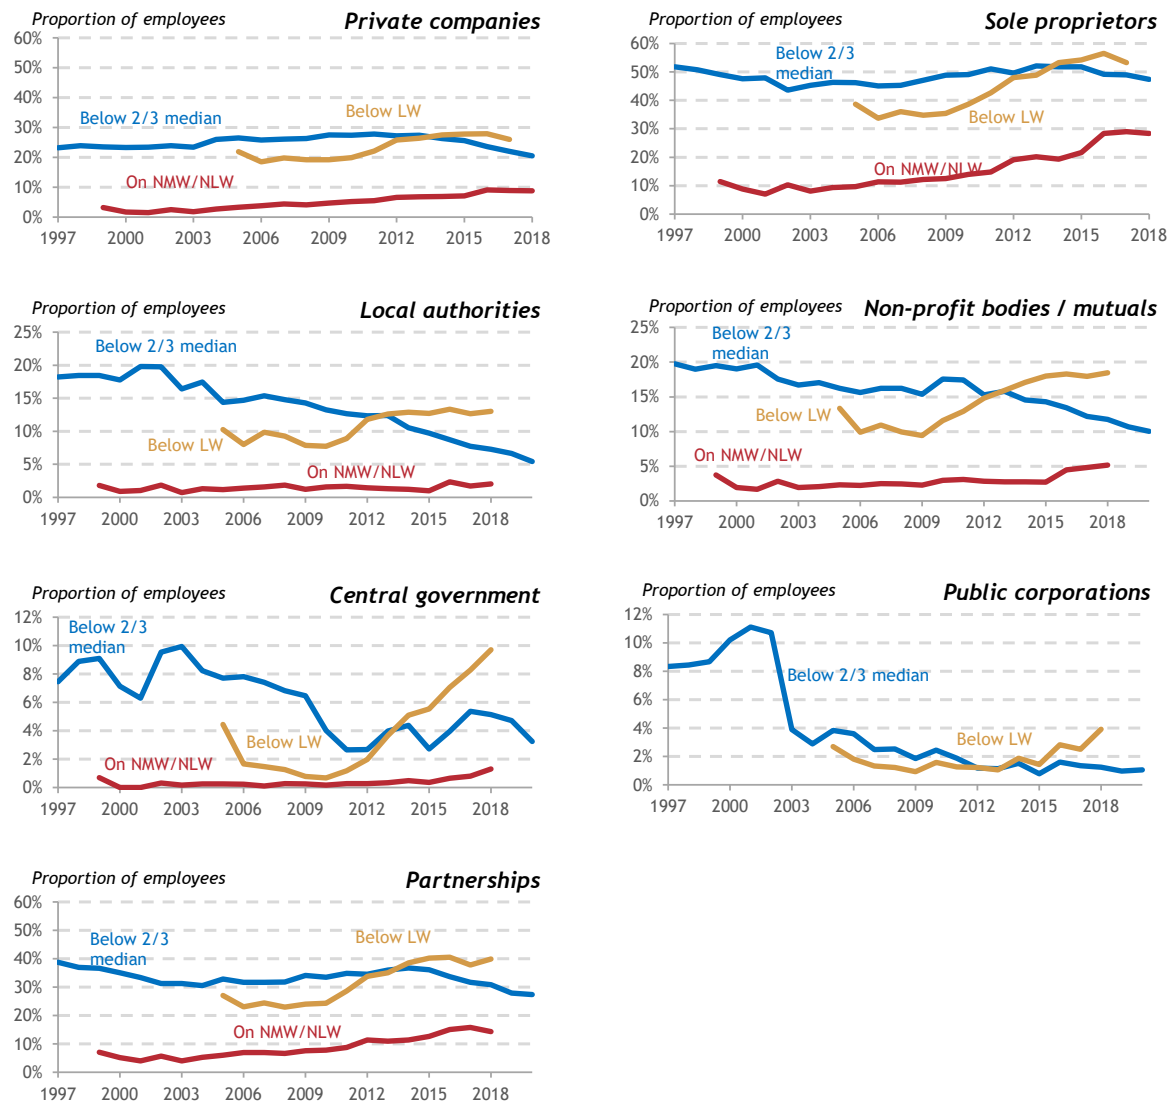 Proportion of employees
Private companies
60%
50%
40%
30%
20%
10%
0%
Below 2/3 median
Below LW
On NMW/NLW
1997 2000 2003 2006 2009 2012 2015 2018
Proportion of employees
Sole proprietors
60%
50%
40%
30%
20%
10%
0%
Below 2/3
median
Below LW
On NMW/NLW
1997 2000 2003 2006 2009 2012 2015 2018
Proportion of employees
Local authorities
25%
20%
15%
10%
5%
0%
Below 2/3 median
Below LW
On NMW/NLW
1997 2000 2003 2006 2009 2012 2015 2018
Proportion of employees
Non-profit bodies / mutuals
25%
20%
15%
10%
5%
0%
Below 2/3
median
Below LW
On NMW/NLW
1997 2000 2003 2006 2009 2012 2015 2018
Proportion of employees
Central government
12%
10%
8%
6%
4%
2%
0%
Below 2/3
median
Below LW
On NMW/NLW
1997 2000 2003 2006 2009 2012 2015 2018
Proportion of employees
Public corporations
12%
10%
8%
6%
4%
2%
0%
Below 2/3 median
Below LW
1997 2000 2003 2006 2009 2012 2015 2018
Proportion of employees
Partnerships
60%
50%
40%
30%
20%
10%
0%
Below 2/3
median
Below LW
On NMW/NLW
1997 2000 2003 2006 2009 2012 2015 2018